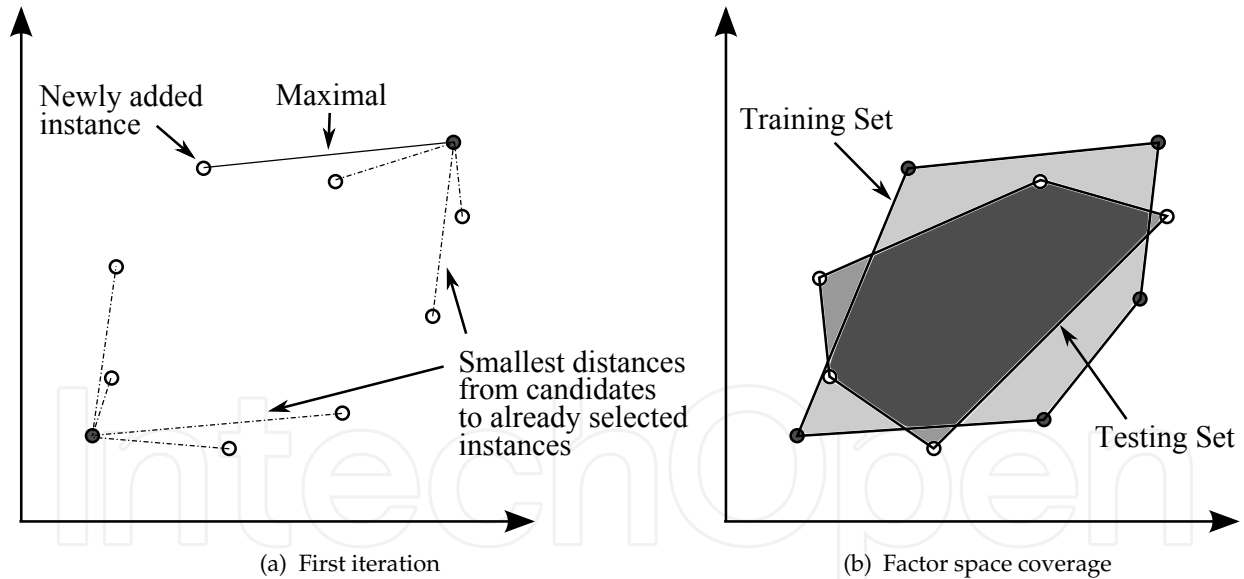 Newly added
instance
Maximal
Smallest distances
from candidates
to already selected
instances
(a) First iteration
Training Set
Testing Set
(b) Factor space coverage
IntechOpen